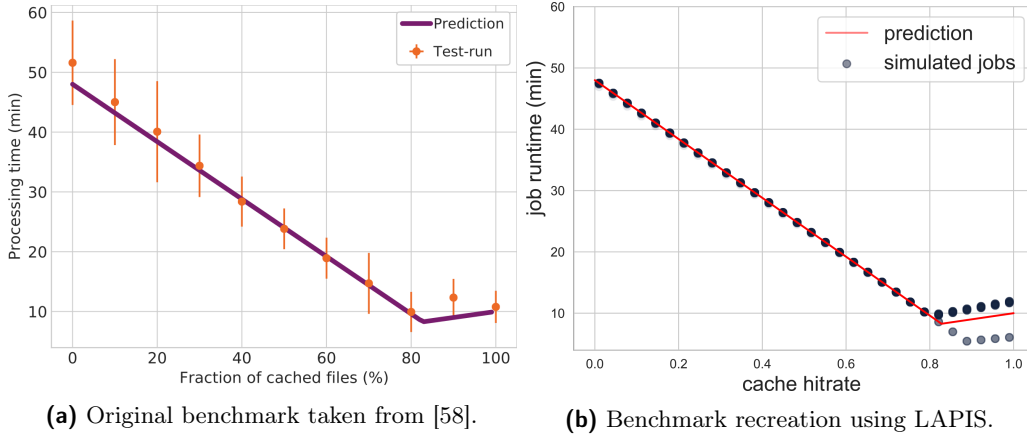 60
50
40
30
20
10
0
20
40
60
80
100
Processing time (min)
Fraction of cached files (%)
Prediction
Test-run
(a) Original benchmark taken from [58].
60
50
40
30
20
10
0.0
0.2
0.4
0.6
0.8
1.0
job runtime (min)
cache hitrate
prediction
simulated jobs
(b) Benchmark recreation using LAPIS.